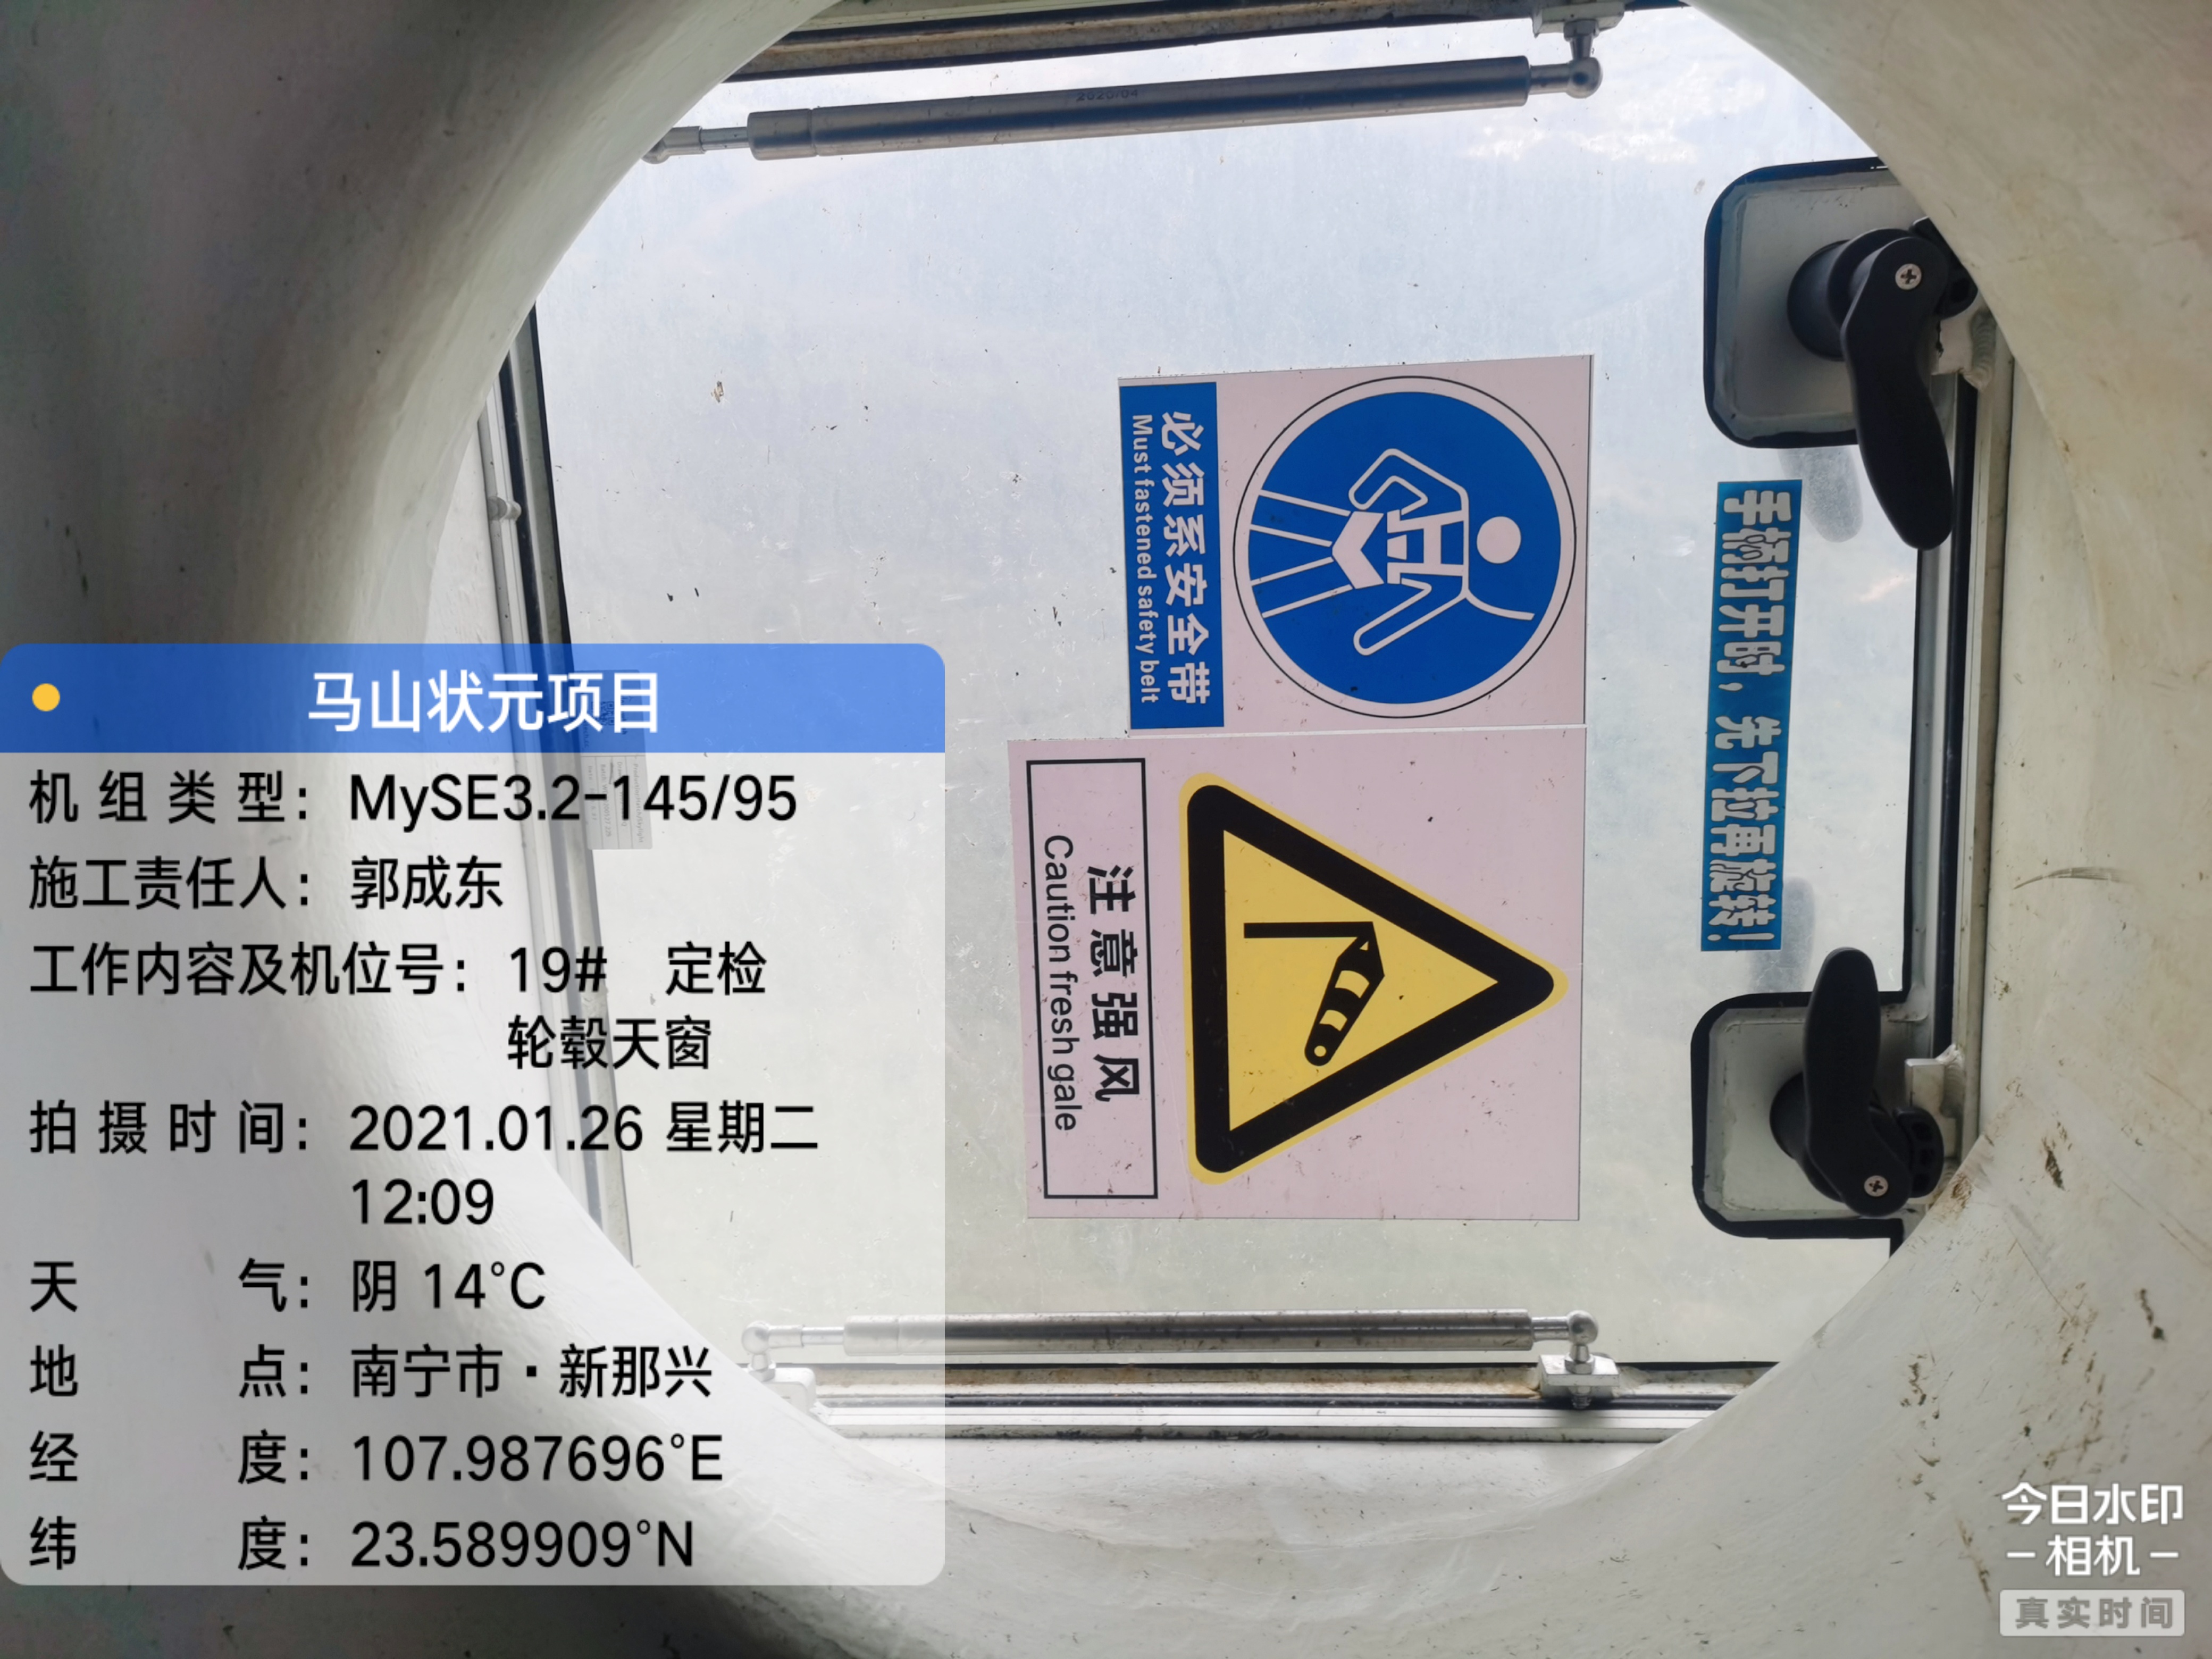 2020/04
必须系安全带
Must fastened safety belt
手柄打开时，先下拉再旋转！
注意强风
Caution fresh gale
马山状元项目
机组类型：MySE3.2-145/95
施工责任人：郭成东
工作内容及机位号：19# 定检
轮毂天窗
拍摄时间：2021.01.26 星期二
12:09
天气：阴 14°C
地点：南宁市·新那兴
经度：107.987696°E
纬度：23.589909°N
今日水印
-相机-
真实时间